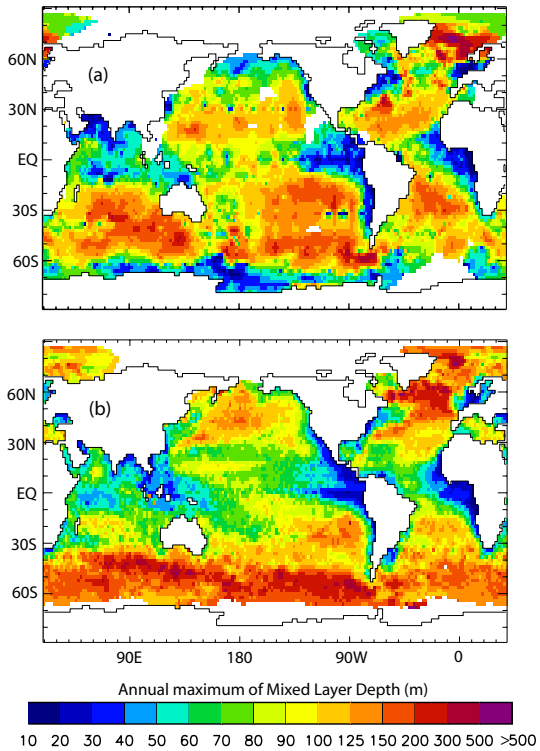 (a)
60N
30N
EQ
30S
60S
(b)
60N
30N
EQ
30S
60S
90E 180 90W 0
Annual maximum of Mixed Layer Depth (m)
10 20 30 40 50 60 70 80 90 100 125 150 200 300 500 >500